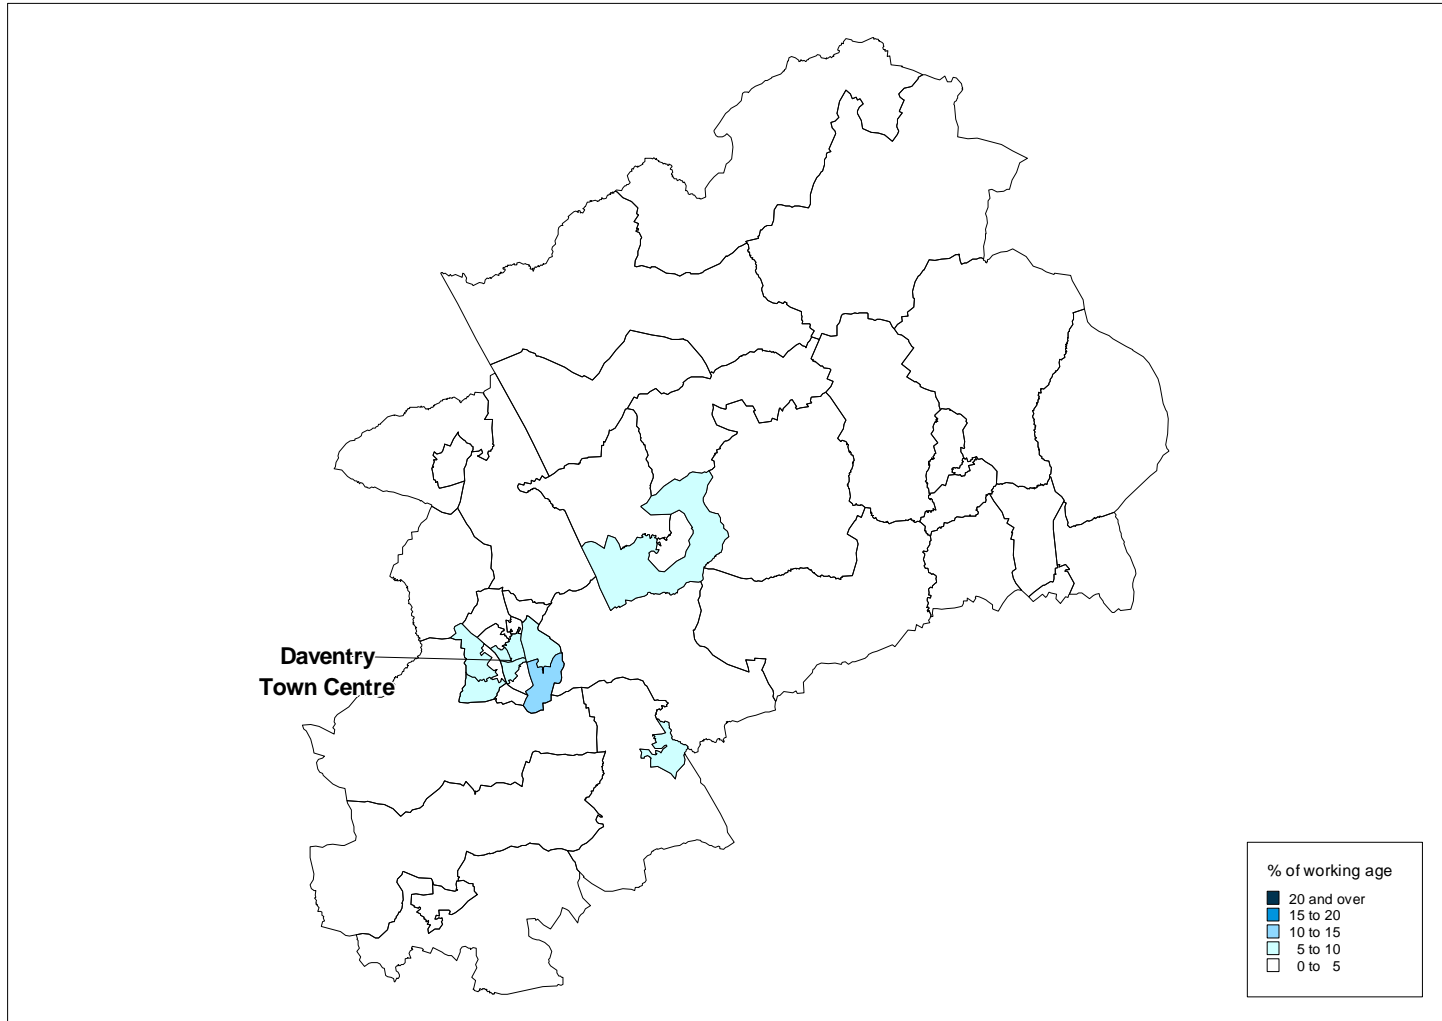 Daventry
Town Centre
% of working age
20 and over
15 to 20
10 to 15
5 to 10
0 to 5